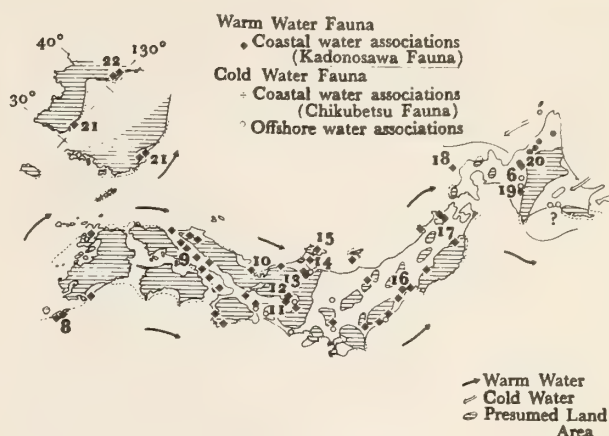 Warm Water Fauna
◆ Coastal water associations
(Kadonosawa Fauna)
Cold Water Fauna
÷ Coastal water associations
(Chikubetsu Fauna)
○ Offshore water associations
40°
22
130°
30°
21
21
18
20
6
19
?
17
15
14
13
10
9
12
11
16
8
Warm Water
Cold Water
Presumed Land
Area